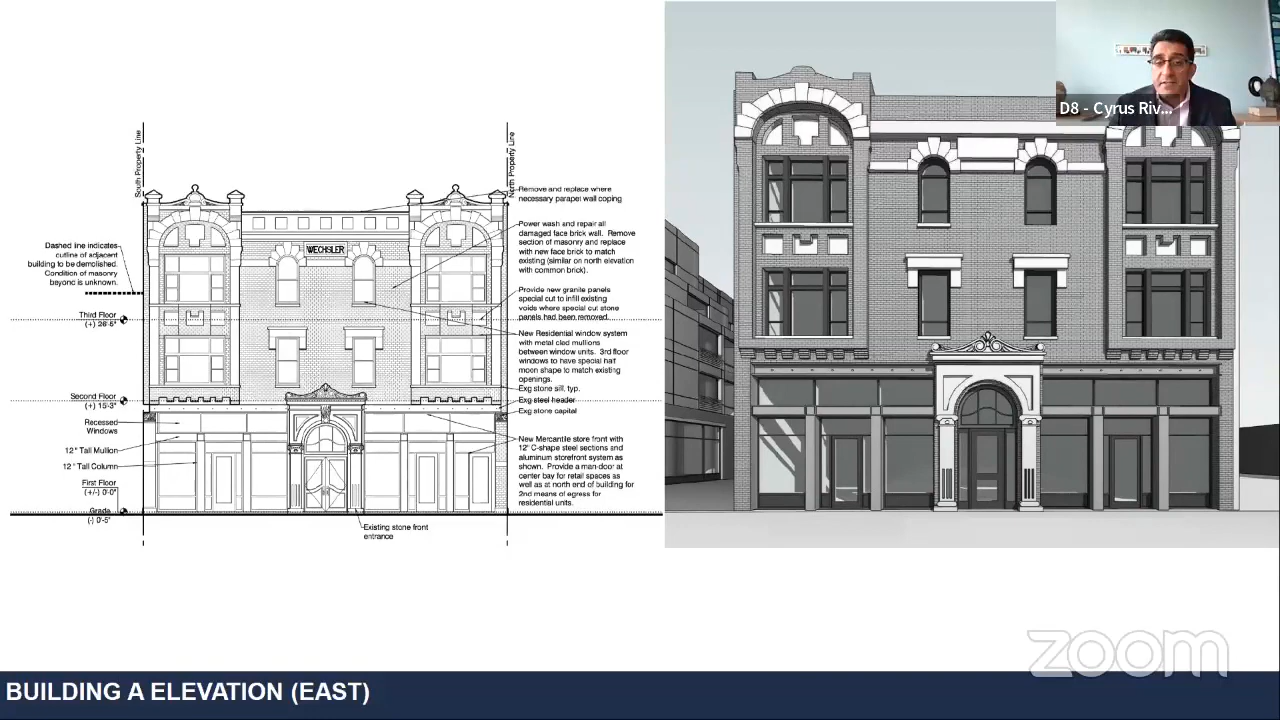 D8 - Cyrus Riv...
South Property Line
North Property Line
Remove and replace where
necessary parapet wall coping
Power wash and repair all
damaged face brick wall. Remove
section of masonry and replace
with new face brick to match
existing (similar on north elevation
with common brick).
WECHSLER
Dashed line indicates
outline of adjacent
building to be demolished.
Condition of masonry
beyond is unknown.
Provide new granite panels
special cut to infill existing
voids where special cut stone
panels had been removed.
Third Floor
(+) 26'-5"
New Residential window system
with metal clad mullions
between window units. 3rd floor
windows to have special half
moon shape to match existing
openings.
Exg stone sill, typ.
Second Floor
(+) 15'-3"
Exg steel header
Exg stone capital
Recessed
Windows
12" Tall Mullion
12" Tall Column
New Mercantile store front with
12" C-shape steel sections and
aluminum storefront system as
shown. Provide a man-door at
center bay for retail spaces as
well as at north end of building for
2nd means of egress for
residential units.
First Floor
(+/-) 0'-0"
Grade
(-) 0'-5"
Existing stone front
entrance
zoom
BUILDING A ELEVATION (EAST)